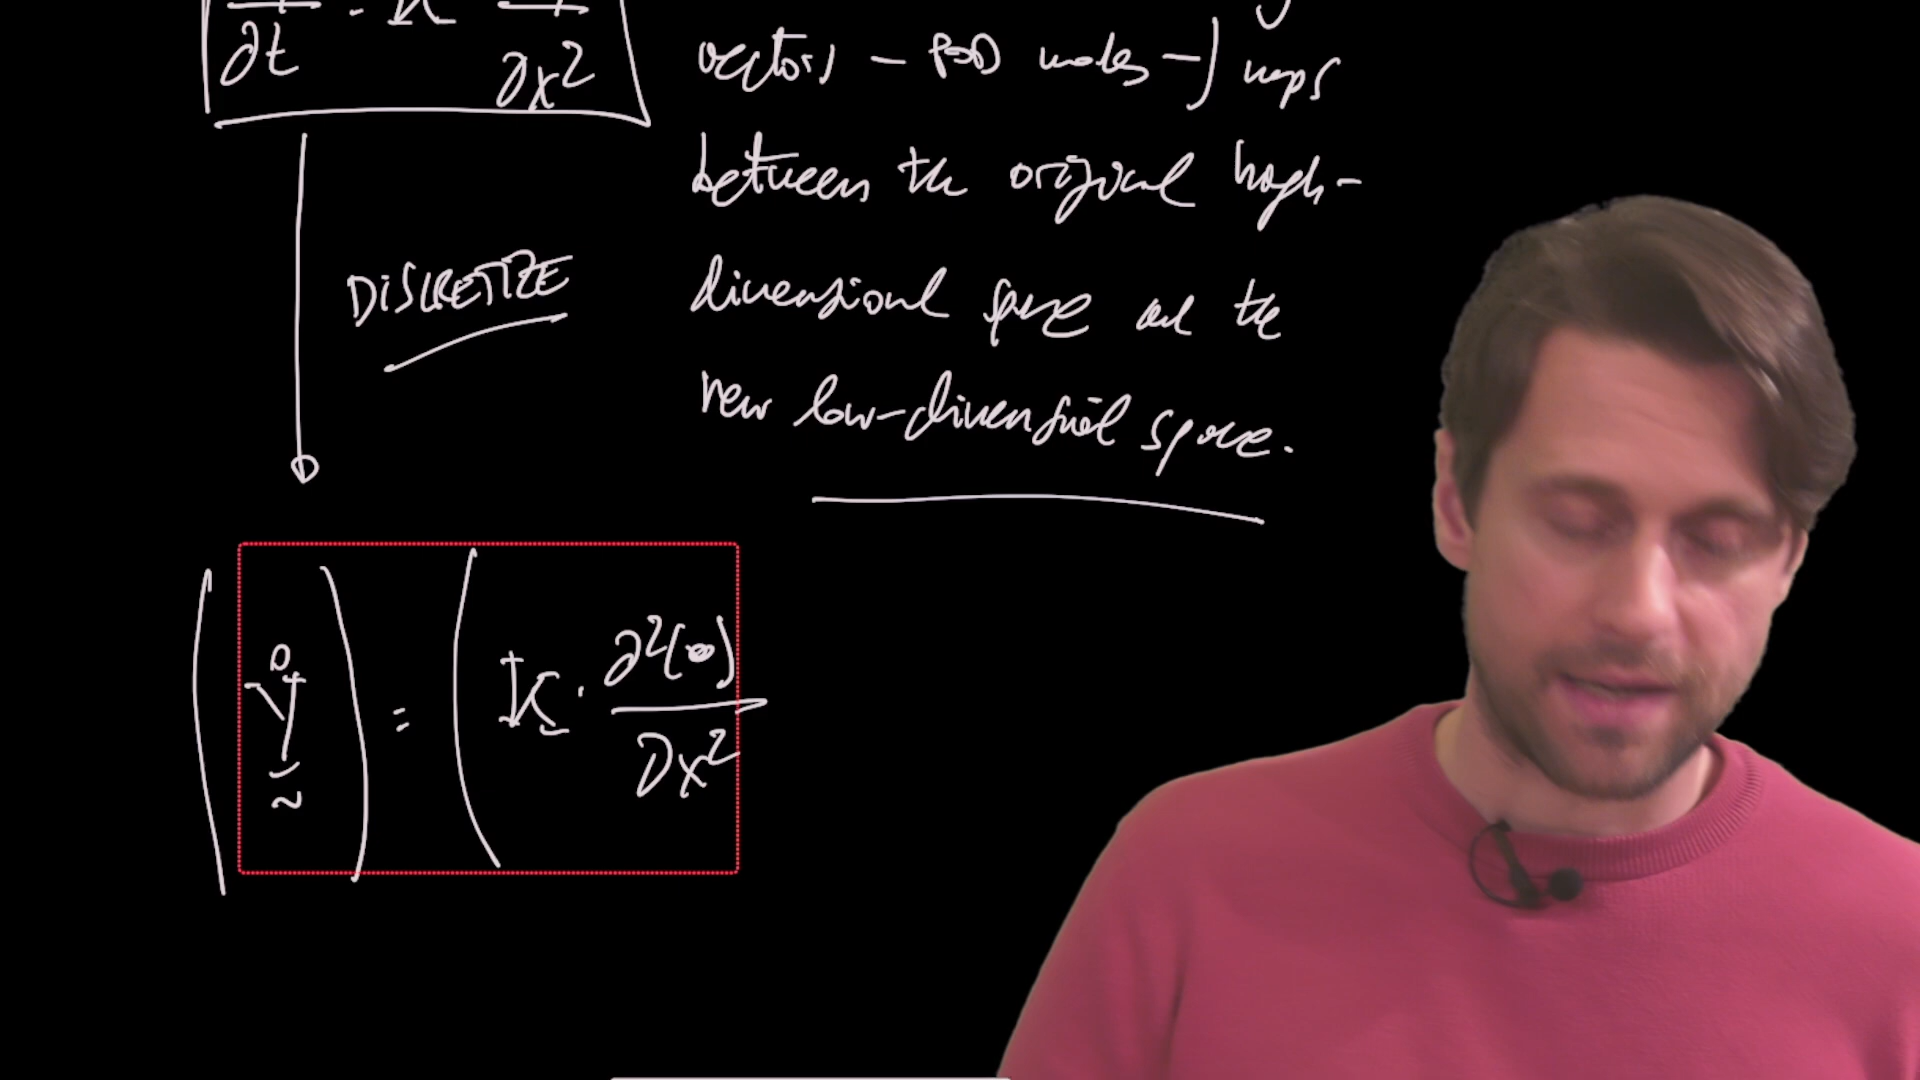 ∂t = K ∂x²
vectors – POD modes –) maps
between the original high-
DISCRETIZE
dimensional space and the
new low-dimensional space.
( ẏ ) = ( K · ∂²(•) / ∂x²